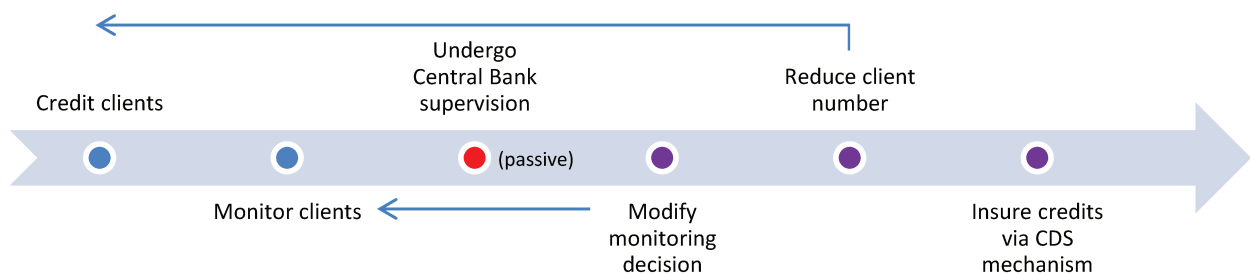 Credit clients
Monitor clients
Undergo
Central Bank
supervision
(passive)
Modify
monitoring
decision
Reduce client
number
Insure credits
via CDS
mechanism